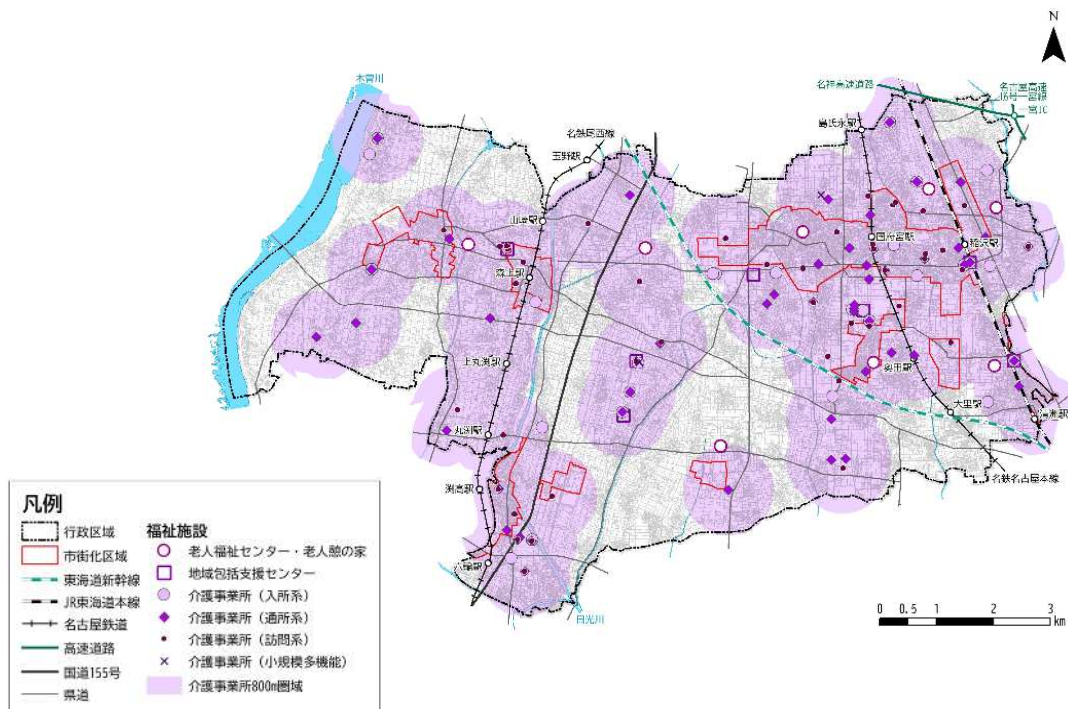 N
木曽川
名神高速道路
名古屋高速
16号一宮線
一宮JC
島氏永駅
名鉄尾西線
玉野駅
山崎駅
国府宮駅
稲沢駅
森上駅
上丸渕駅
奥田駅
大里駅
清洲駅
丸渕駅
渕高駅
名鉄名古屋本線
六輪駅
日光川
0 0.5 1 2 3
km
凡例
行政区域
市街化区域
東海道新幹線
JR東海道本線
名古屋鉄道
高速道路
国道155号
県道
福祉施設
老人福祉センター・老人憩の家
地域包括支援センター
介護事業所（入所系）
介護事業所（通所系）
介護事業所（訪問系）
介護事業所（小規模多機能）
介護事業所800m圏域